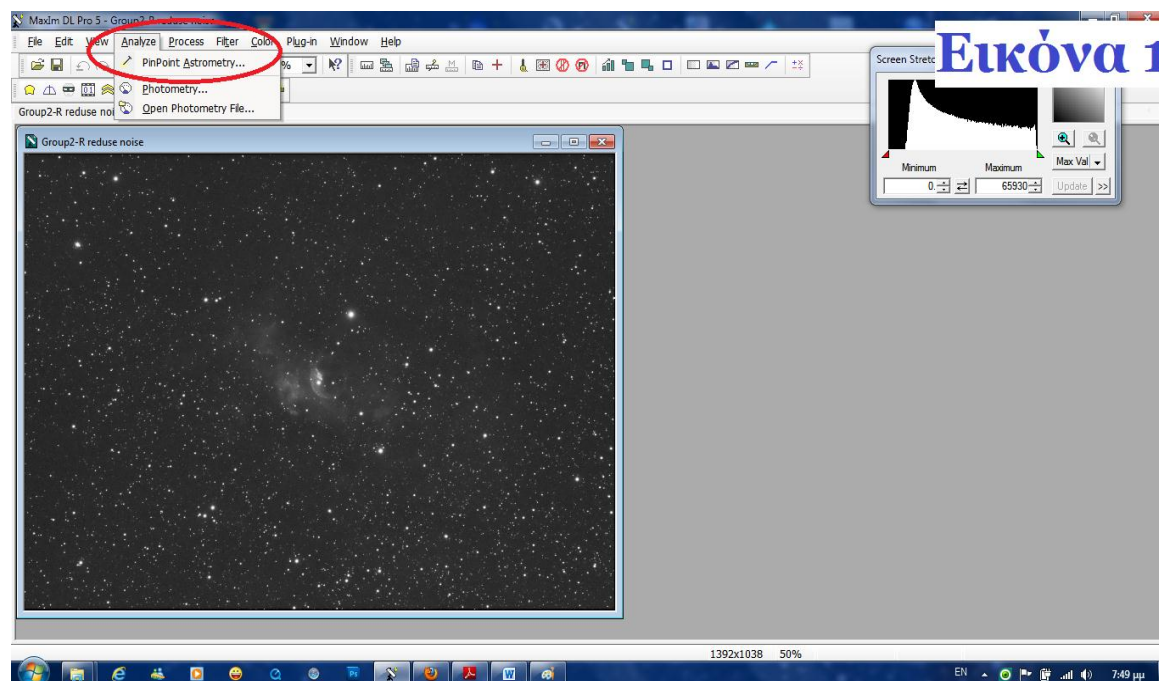 MaxIm DL Pro 5 - Group2-R reduse noise
Εικόνα 1
File Edit View Analyze Process Filter Color Plug-in Window Help
PinPoint Astrometry...
%
Screen Stretc
Photometry...
Open Photometry File...
Group2-R reduse noi
Group2-R reduse noise
Minimum Maximum Max Val
0. 65930 Update >>
1392x1038 50%
EN 7:49 μμ